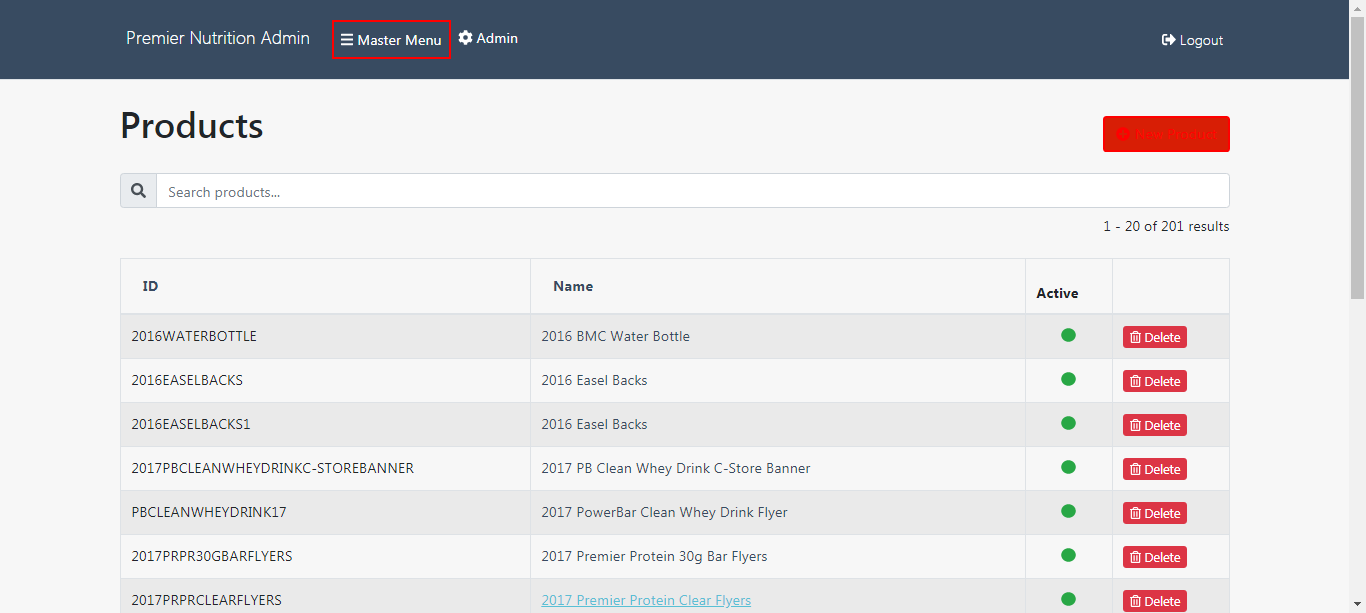 Premier Nutrition Admin
Master Menu
Admin
Logout
Products
Search products...
1 - 20 of 201 results
ID Name Active
2016WATERBOTTLE 2016 BMC Water Bottle Delete
2016EASELBACKS 2016 Easel Backs Delete
2016EASELBACKS1 2016 Easel Backs Delete
2017PBCLEANWHEYDRINKC-STOREBANNER 2017 PB Clean Whey Drink C-Store Banner Delete
PBCLEANWHEYDRINK17 2017 PowerBar Clean Whey Drink Flyer Delete
2017PRPR30GBARFLYERS 2017 Premier Protein 30g Bar Flyers Delete
2017PRPRCLEARFLYERS 2017 Premier Protein Clear Flyers Delete